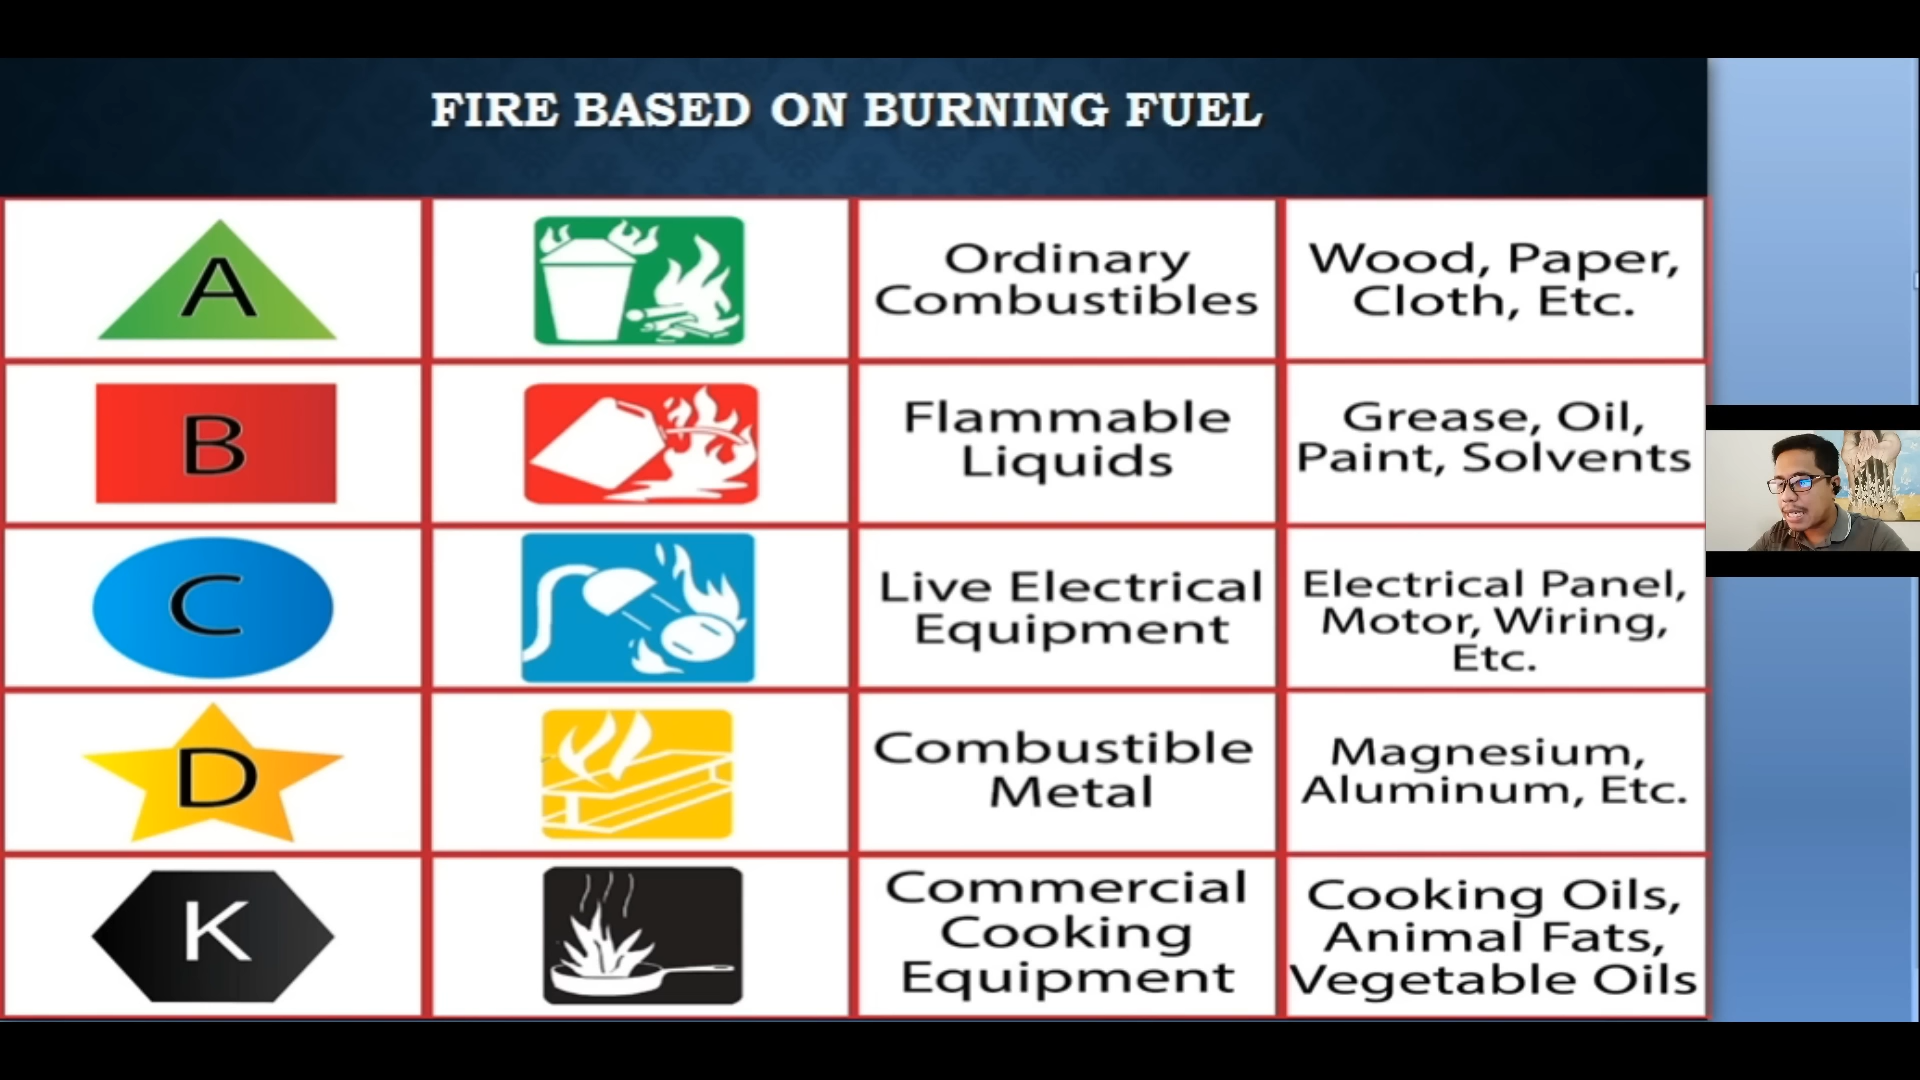 FIRE BASED ON BURNING FUEL
A
Ordinary
Combustibles
Wood, Paper,
Cloth, Etc.
B
Flammable
Liquids
Grease, Oil,
Paint, Solvents
C
Live Electrical
Equipment
Electrical Panel,
Motor, Wiring,
Etc.
D
Combustible
Metal
Magnesium,
Aluminum, Etc.
K
Commercial
Cooking
Equipment
Cooking Oils,
Animal Fats,
Vegetable Oils